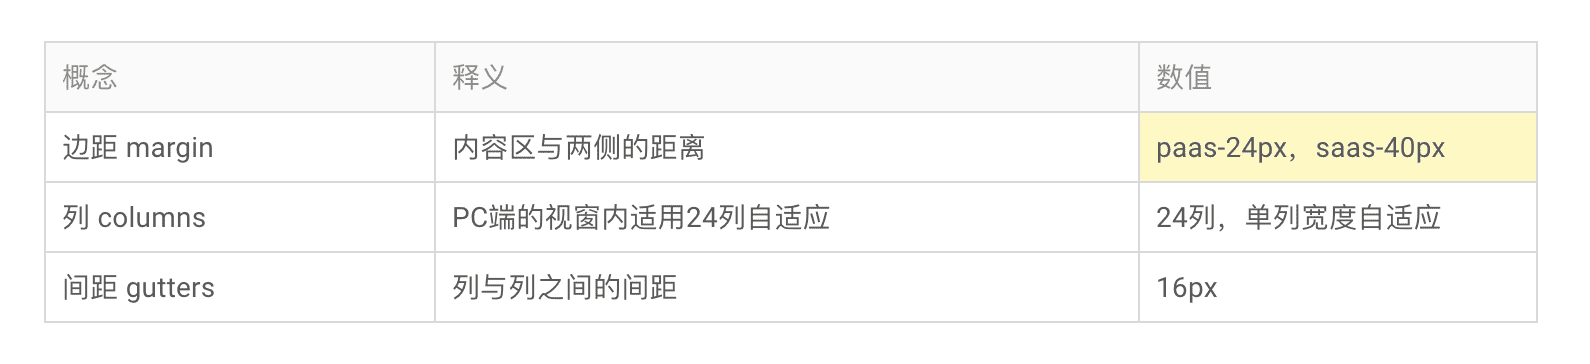 概念 释义 数值
边距 margin 内容区与两侧的距离 paas-24px，saas-40px
列 columns PC端的视窗内适用24列自适应 24列，单列宽度自适应
间距 gutters 列与列之间的间距 16px